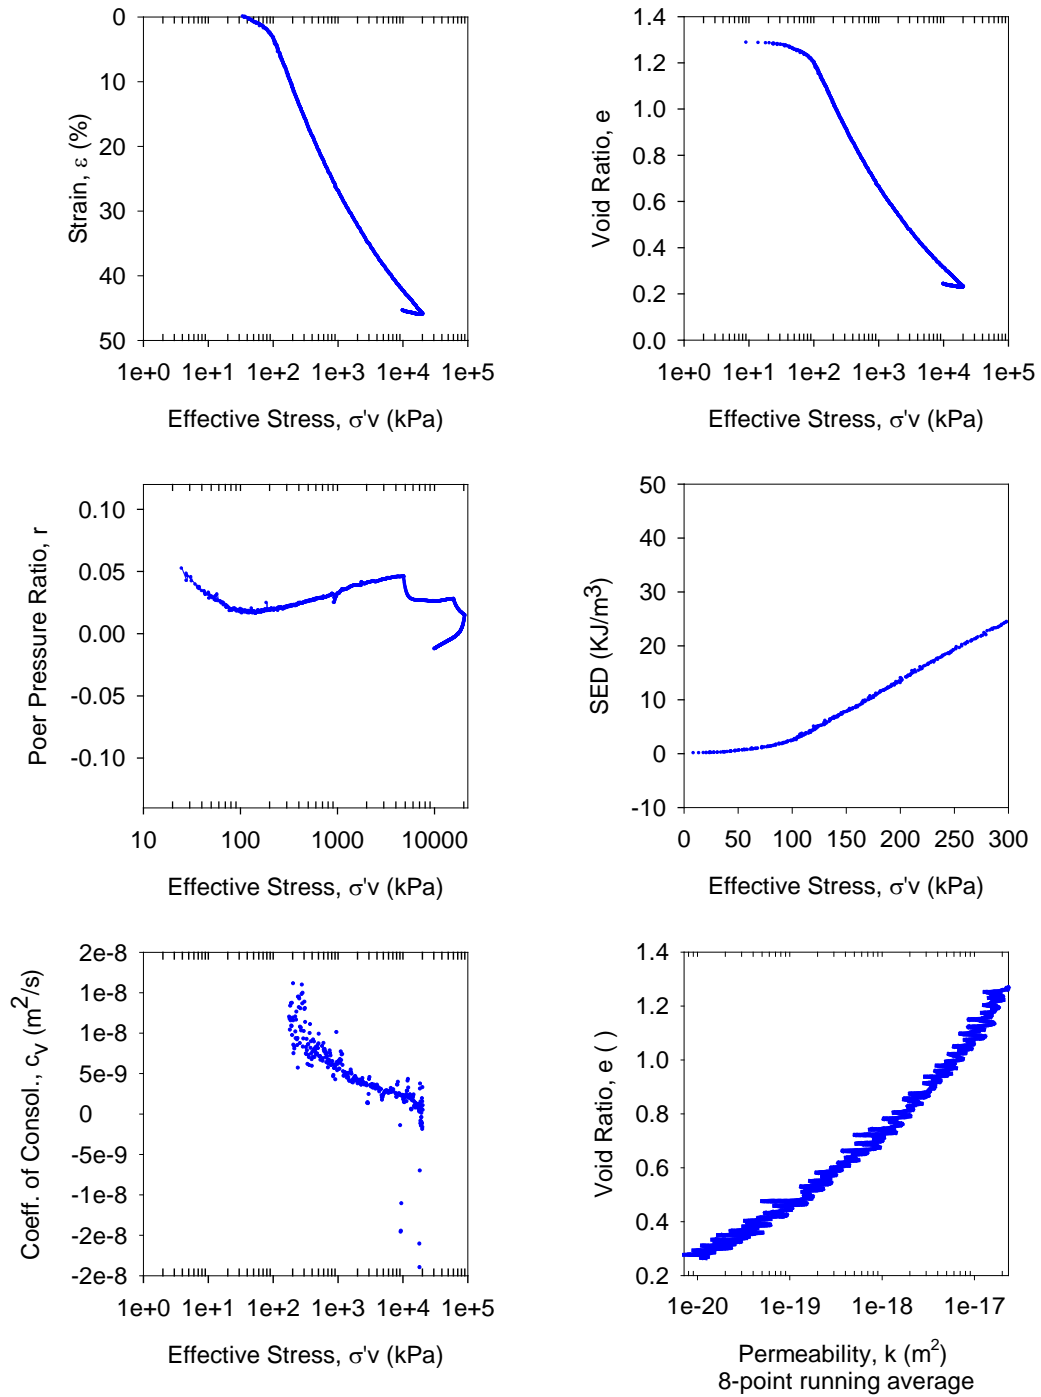 0
10
20
30
40
50
Strain, ε (%)
1e+0 1e+1 1e+2 1e+3 1e+4 1e+5
Effective Stress, σ'v (kPa)
1.4
1.2
1.0
0.8
0.6
0.4
0.2
0.0
Void Ratio, e
1e+0 1e+1 1e+2 1e+3 1e+4 1e+5
Effective Stress, σ'v (kPa)
0.10
0.05
0.00
-0.05
-0.10
Poer Pressure Ratio, r
10 100 1000 10000
Effective Stress, σ'v (kPa)
50
40
30
20
10
0
-10
SED (KJ/m³)
0 50 100 150 200 250 300
Effective Stress, σ'v (kPa)
2e-8
1e-8
1e-8
5e-9
0
-5e-9
-1e-8
-2e-8
-2e-8
Coeff. of Consol., cᵥ (m²/s)
1e+0 1e+1 1e+2 1e+3 1e+4 1e+5
Effective Stress, σ'v (kPa)
1.4
1.2
1.0
0.8
0.6
0.4
0.2
Void Ratio, e ( )
1e-20 1e-19 1e-18 1e-17
Permeability, k (m²)
8-point running average